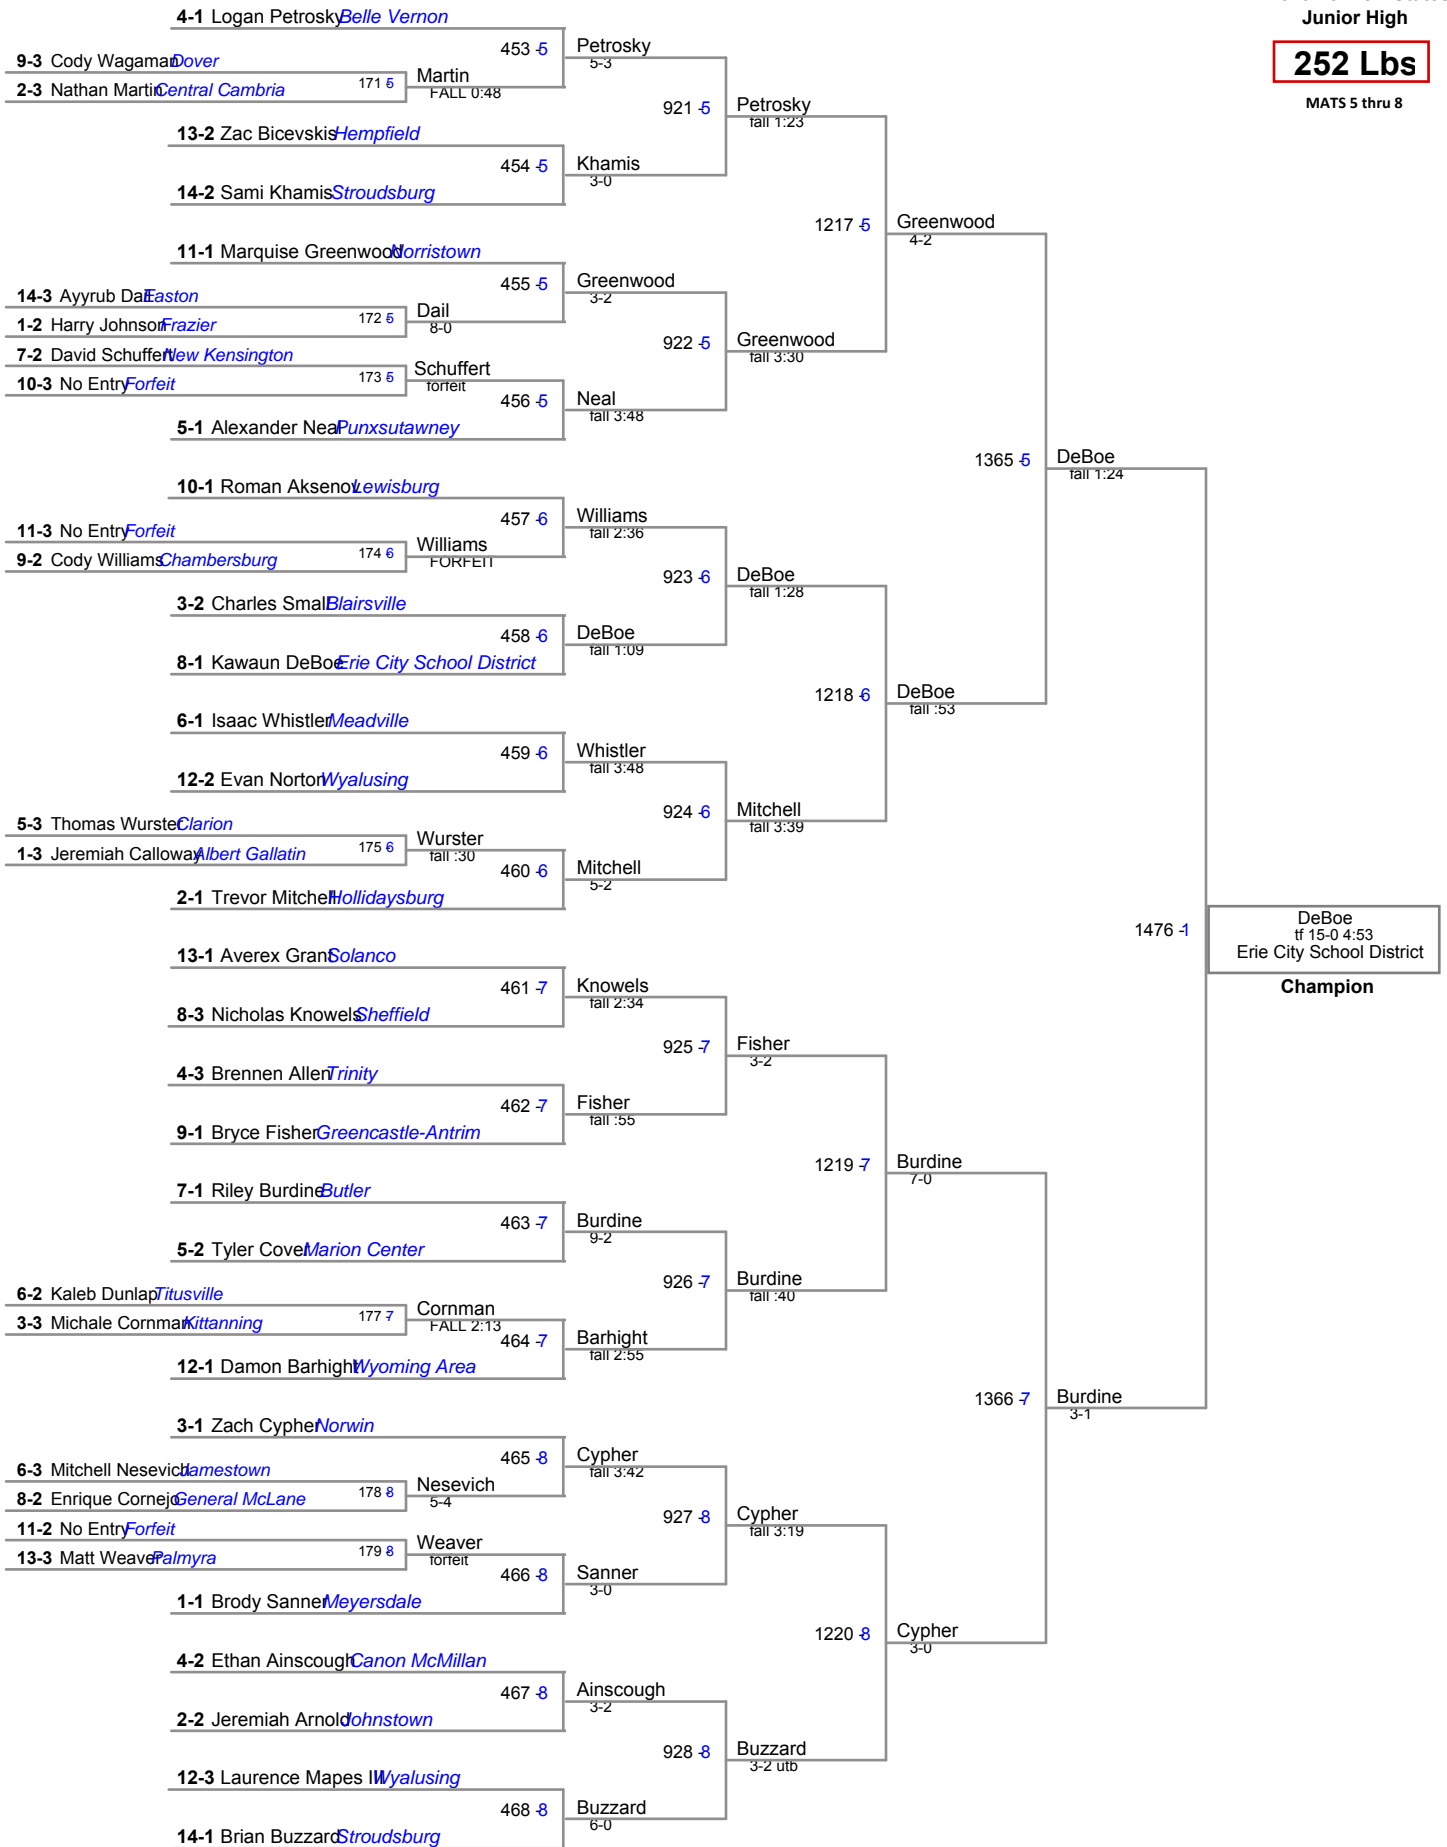 Junior High
252 Lbs
MATS 5 thru 8
4-1 Logan Petrosky Belle Vernon
453 -5 Petrosky
5-3
9-3 Cody Wagaman Dover
171 5 Martin
FALL 0:48
2-3 Nathan Martin Central Cambria
921 -5 Petrosky
fall 1:23
13-2 Zac Bicevskis Hempfield
454 -5 Khamis
3-0
14-2 Sami Khamis Stroudsburg
1217 -5 Greenwood
4-2
11-1 Marquise Greenwood Norristown
455 -5 Greenwood
3-2
14-3 Ayyrub Dail Easton
172 5 Dail
8-0
1-2 Harry Johnson Frazier
922 -5 Greenwood
fall 3:30
7-2 David Schuffert New Kensington
173 5 Schuffert
forfeit
10-3 No Entry Forfeit
456 -5 Neal
fall 3:48
5-1 Alexander Neal Punxsutawney
1365 -5 DeBoe
fall 1:24
10-1 Roman Aksenov Lewisburg
457 -6 Williams
fall 2:36
11-3 No Entry Forfeit
174 6 Williams
FORFEIT
9-2 Cody Williams Chambersburg
923 -6 DeBoe
fall 1:28
3-2 Charles Small Blairsville
458 -6 DeBoe
fall 1:09
8-1 Kawaun DeBoe Erie City School District
1218 -6 DeBoe
fall :53
6-1 Isaac Whistler Meadville
459 -6 Whistler
fall 3:48
12-2 Evan Norton Wyalusing
924 -6 Mitchell
fall 3:39
5-3 Thomas Wurster Clarion
175 6 Wurster
fall :30
1-3 Jeremiah Calloway Albert Gallatin
460 -6 Mitchell
5-2
2-1 Trevor Mitchell Hollidaysburg
1476 -1 DeBoe
tf 15-0 4:53
Erie City School District
Champion
13-1 Averex Grant Solanco
461 -7 Knowels
fall 2:34
8-3 Nicholas Knowels Sheffield
925 -7 Fisher
3-2
4-3 Brennen Allen Trinity
462 -7 Fisher
fall :55
9-1 Bryce Fisher Greencastle-Antrim
1219 -7 Burdine
7-0
7-1 Riley Burdine Butler
463 -7 Burdine
9-2
5-2 Tyler Cover Marion Center
926 -7 Burdine
fall :40
6-2 Kaleb Dunlap Titusville
177 7 Cornman
FALL 2:13
3-3 Michale Cornman Kittanning
464 -7 Barhight
fall 2:55
12-1 Damon Barhight Wyoming Area
1366 -7 Burdine
3-1
3-1 Zach Cypher Norwin
465 -8 Cypher
fall 3:42
6-3 Mitchell Nesevich Jamestown
178 8 Nesevich
5-4
8-2 Enrique Cornejo General McLane
927 -8 Cypher
fall 3:19
11-2 No Entry Forfeit
179 8 Weaver
forfeit
13-3 Matt Weaver Palmyra
466 -8 Sanner
3-0
1-1 Brody Sanner Meyersdale
1220 -8 Cypher
3-0
4-2 Ethan Ainscough Canon McMillan
467 -8 Ainscough
3-2
2-2 Jeremiah Arnold Johnstown
928 -8 Buzzard
3-2 utb
12-3 Laurence Mapes III Wyalusing
468 -8 Buzzard
6-0
14-1 Brian Buzzard Stroudsburg